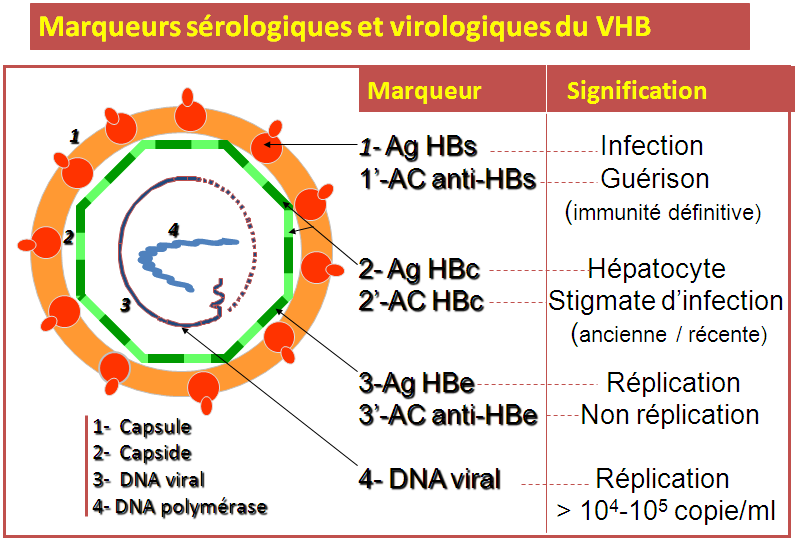 Marqueurs sérologiques et virologiques du VHB
Marqueur Signification
1- Ag HBs Infection
1’-AC anti-HBs Guérison
(immunité définitive)
2- Ag HBc Hépatocyte
2’-AC HBc Stigmate d’infection
(ancienne / récente)
3-Ag HBe Réplication
3’-AC anti-HBe Non réplication
4- DNA viral Réplication
> 10⁴-10⁵ copie/ml
1
2
3
4
1- Capsule
2- Capside
3- DNA viral
4- DNA polymérase